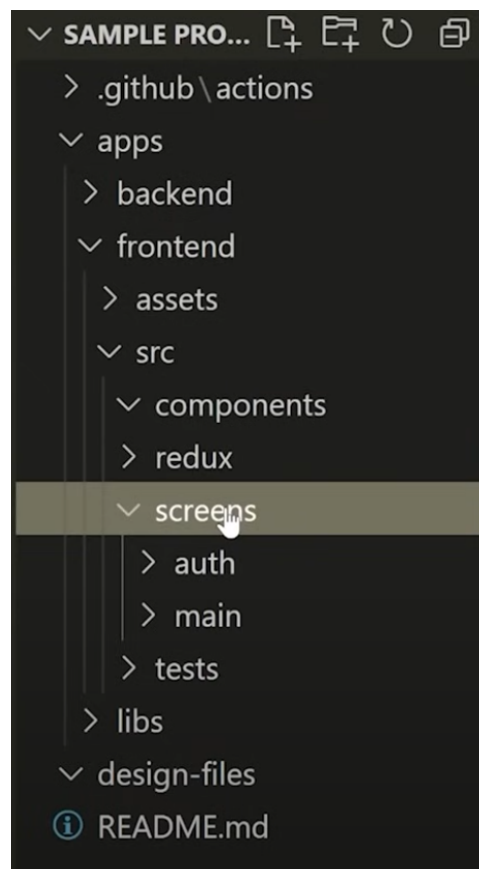 SAMPLE PRO...
.github\actions
apps
backend
frontend
assets
src
components
redux
screens
auth
main
tests
libs
design-files
README.md